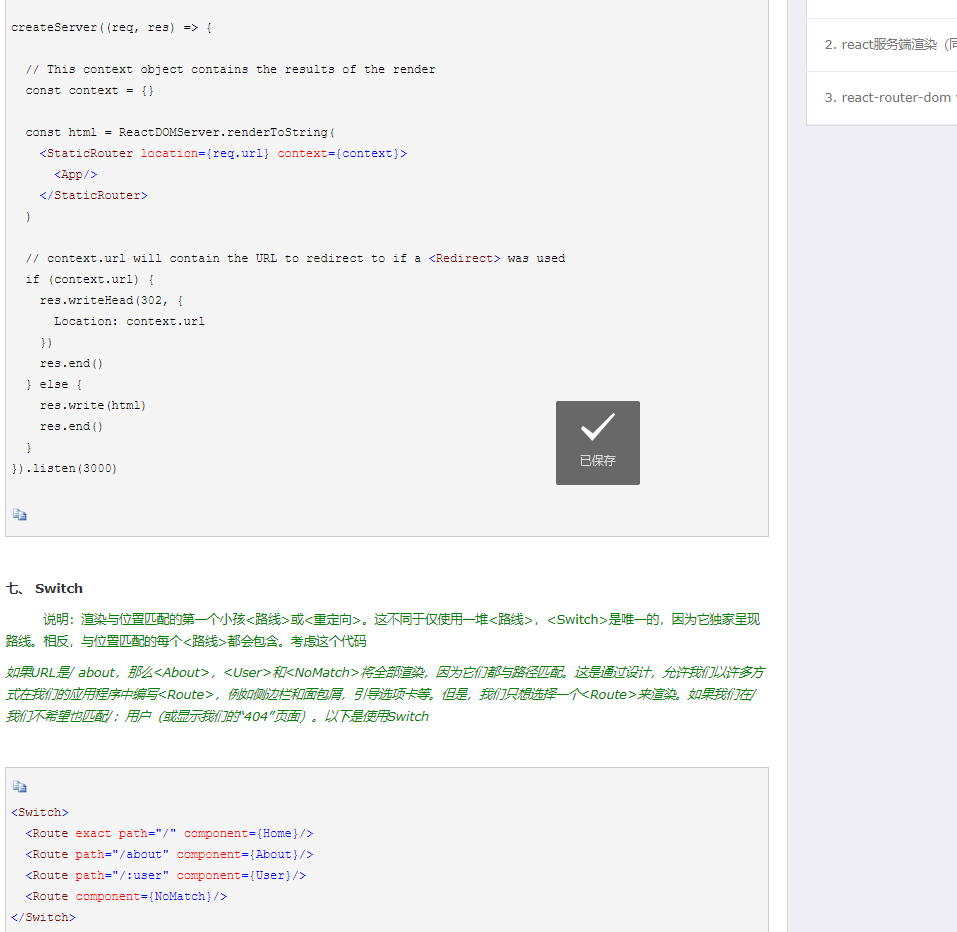 createServer((req, res) => {
// This context object contains the results of the render
const context = {}
const html = ReactDOMServer.renderToString(
<StaticRouter location={req.url} context={context}>
<App/>
</StaticRouter>
)
// context.url will contain the URL to redirect to if a <Redirect> was used
if (context.url) {
res.writeHead(302, {
Location: context.url
})
res.end()
} else {
res.write(html)
res.end()
}
}).listen(3000)
已保存
七、 Switch
说明：渲染与位置匹配的第一个小孩<路线>或<重定向>。这不同于仅使用一堆<路线>，<Switch>是唯一的，因为它独家呈现
路线。相反，与位置匹配的每个<路线>都会包含。考虑这个代码
如果URL是/ about，那么<About>，<User>和<NoMatch>将全部渲染，因为它们都与路径匹配。这是通过设计，允许我们以许多方
式在我们的应用程序中编写<Route>，例如侧边栏和面包屑，引导选项卡等。但是，我们只想选择一个<Route>来渲染。如果我们在/
我们不希望也匹配/：用户（或显示我们的“404”页面）。以下是使用Switch
<Switch>
<Route exact path="/" component={Home}/>
<Route path="/about" component={About}/>
<Route path="/:user" component={User}/>
<Route component={NoMatch}/>
</Switch>
2. react服务端渲染（同
3. react-router-dom